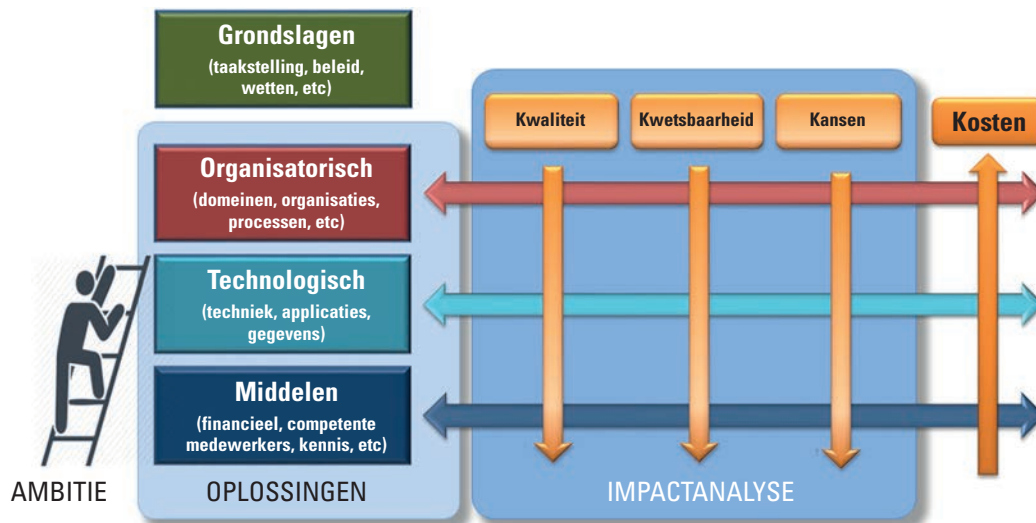 Grondslagen
(taakstelling, beleid,
wetten, etc)
Organisatorisch
(domeinen, organisaties,
processen, etc)
Technologisch
(techniek, applicaties,
gegevens)
Middelen
(financieel, competente
medewerkers, kennis, etc)
Kwaliteit
Kwetsbaarheid
Kansen
Kosten
AMBITIE
OPLOSSINGEN
IMPACTANALYSE